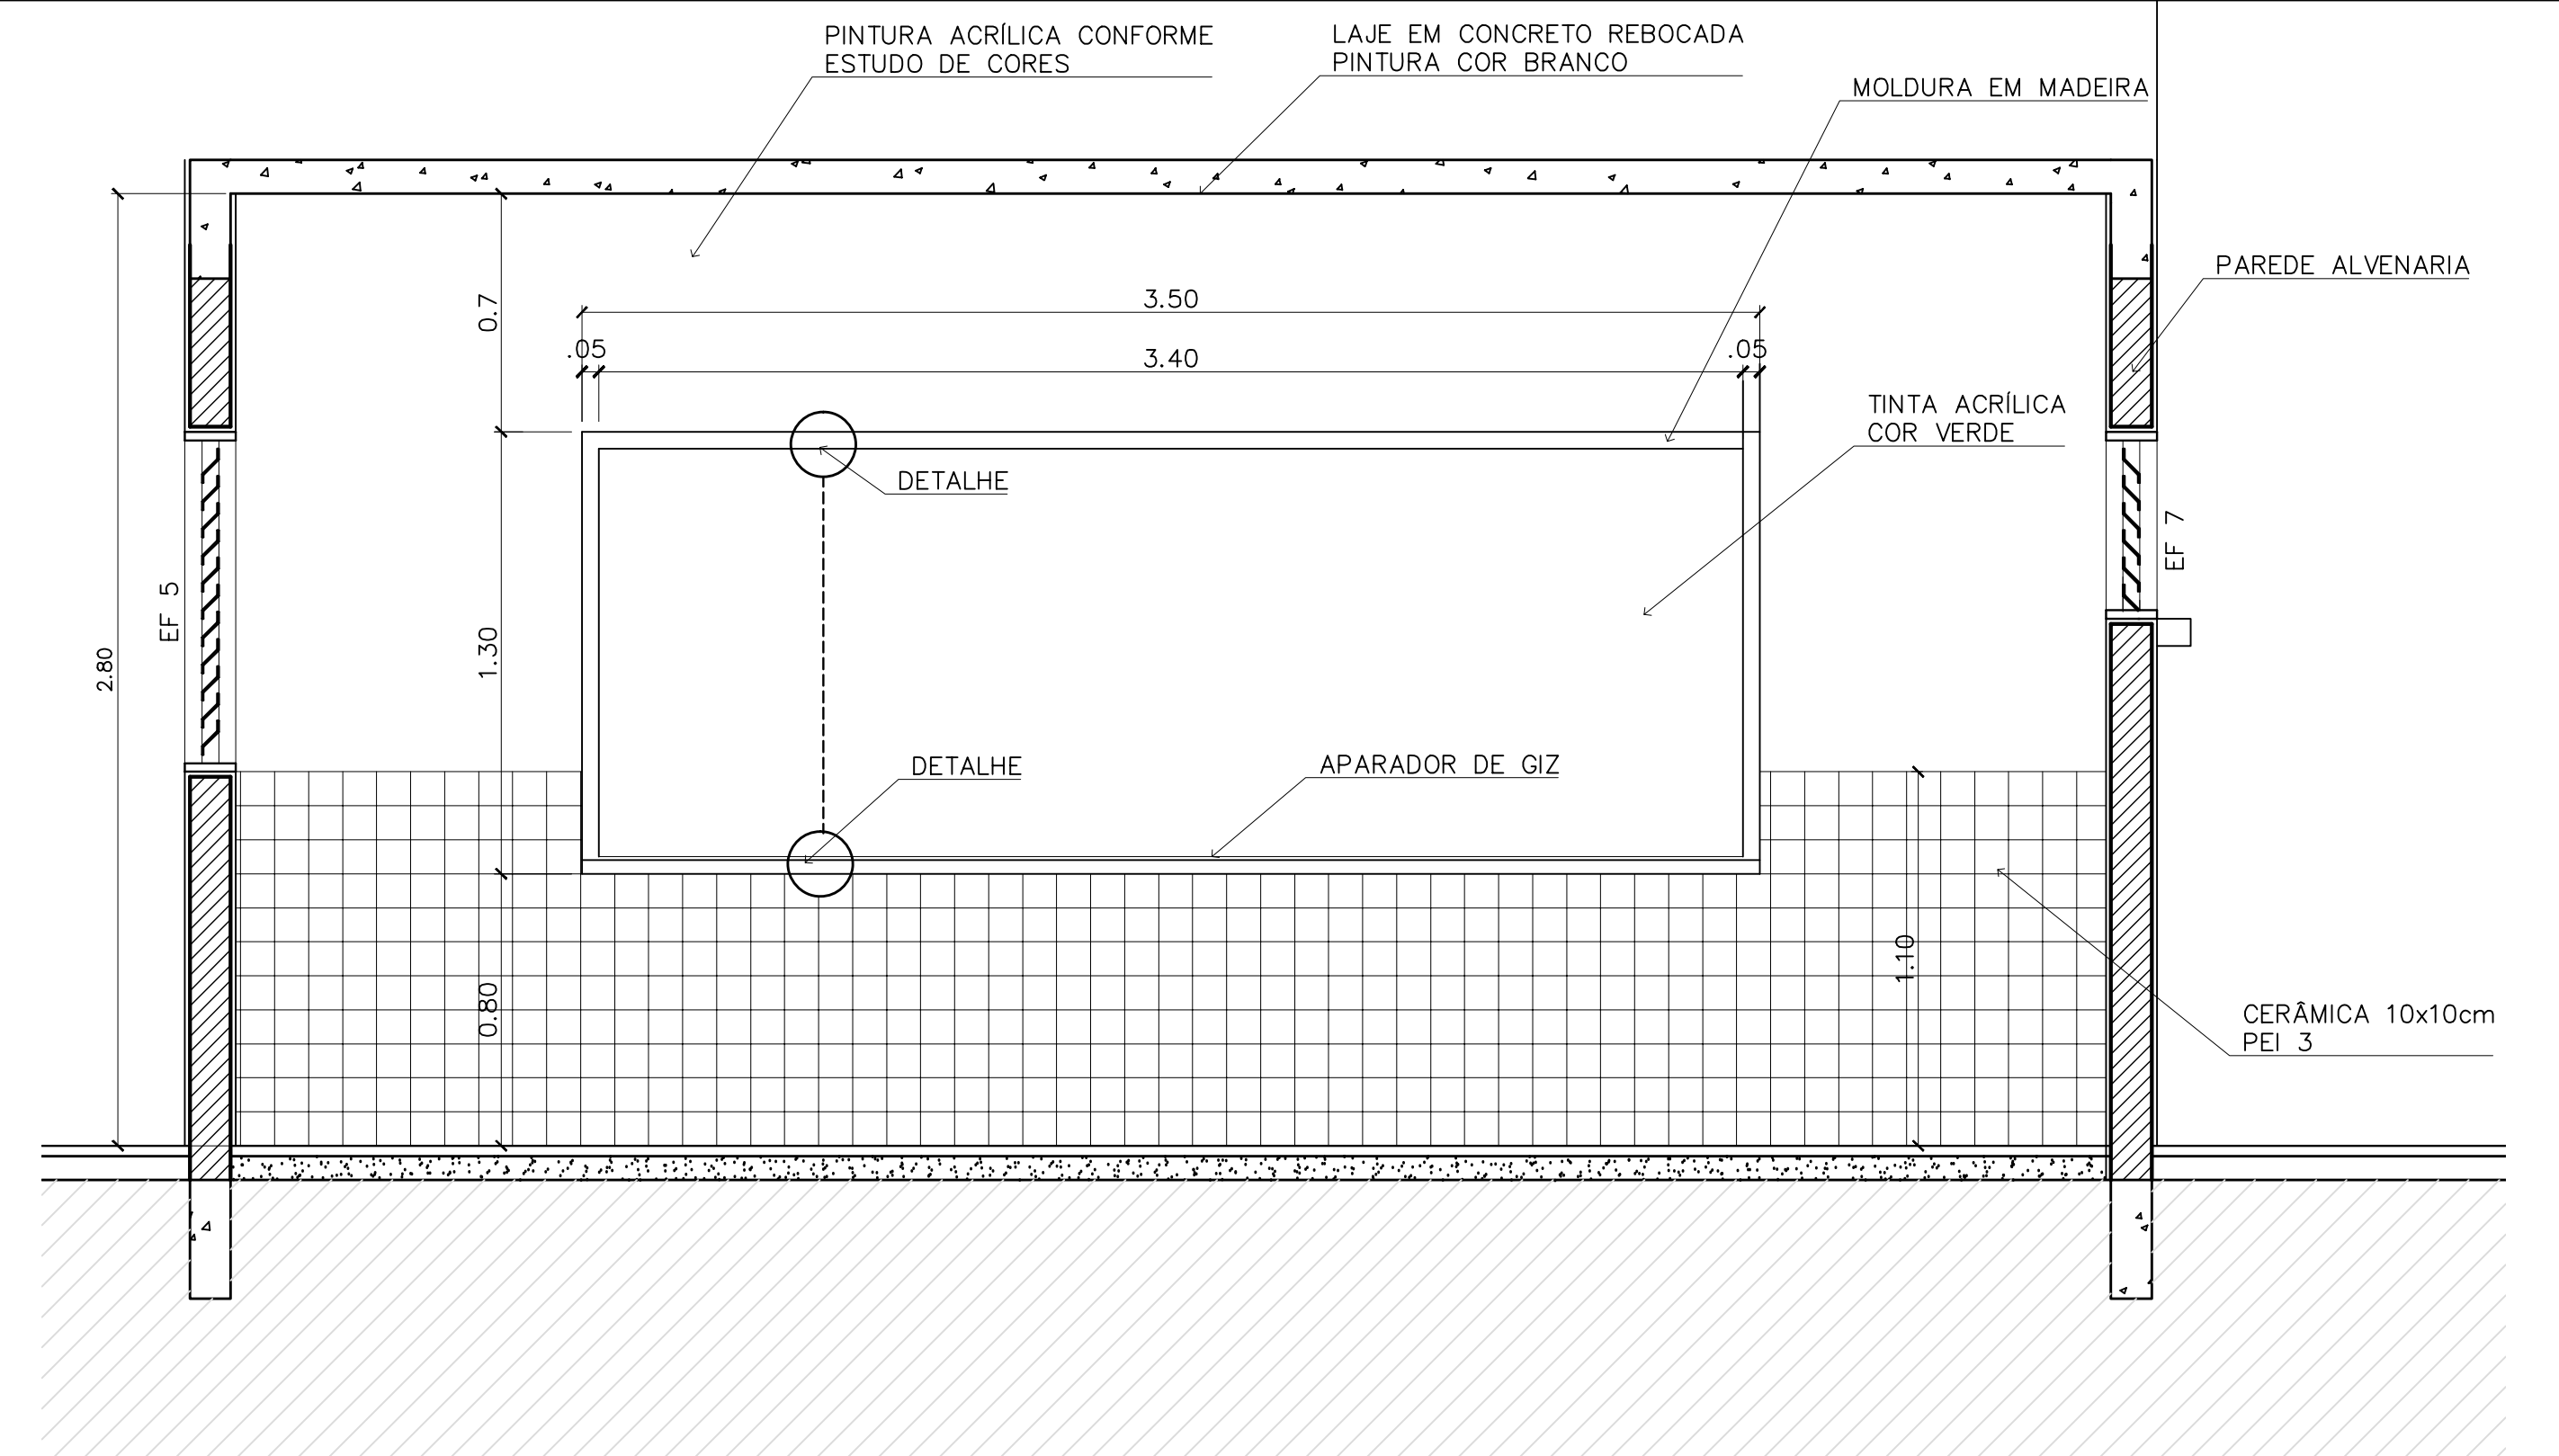 PINTURA ACRÍLICA CONFORME
ESTUDO DE CORES
LAJE EM CONCRETO REBOCADA
PINTURA COR BRANCO
MOLDURA EM MADEIRA
PAREDE ALVENARIA
0.7
3.50
.05
3.40
.05
TINTA ACRÍLICA
COR VERDE
DETALHE
EF 7
EF 5
2.80
1.30
DETALHE
APARADOR DE GIZ
1.10
0.80
CERÂMICA 10x10cm
PEI 3